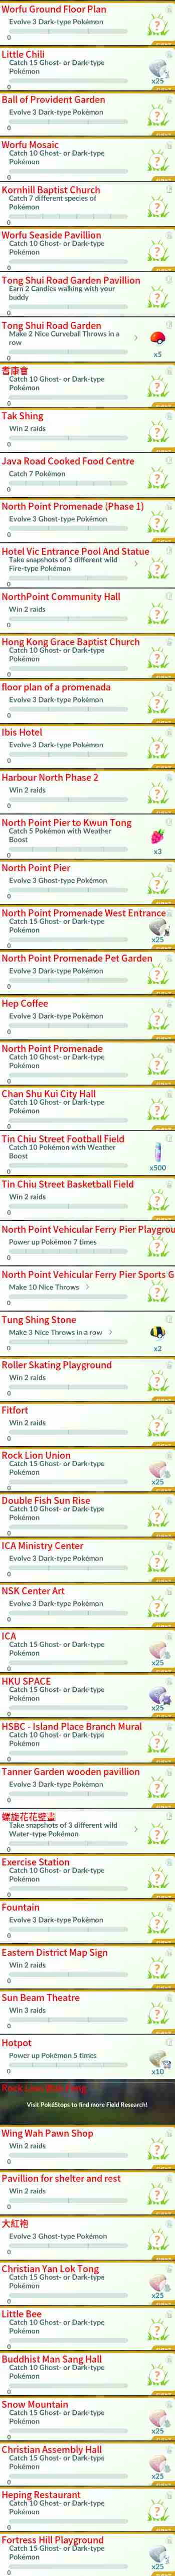 Worfu Ground Floor Plan
Evolve 3 Dark-type Pokémon
0
Little Chili
Catch 15 Ghost- or Dark-type
Pokémon
x25
0
Ball of Provident Garden
Evolve 3 Dark-type Pokémon
0
Worfu Mosaic
Catch 10 Ghost- or Dark-type
Pokémon
0
Kornhill Baptist Church
Catch 7 different species of
Pokémon
0
Worfu Seaside Pavillion
Catch 10 Ghost- or Dark-type
Pokémon
0
Tong Shui Road Garden Pavillion
Earn 2 Candies walking with your
buddy
0
Tong Shui Road Garden
Make 2 Nice Curveball Throws in a
row
x5
0
耆康會
Catch 10 Ghost- or Dark-type
Pokémon
0
Tak Shing
Win 2 raids
0
Java Road Cooked Food Centre
Catch 7 Pokémon
0
North Point Promenade (Phase 1)
Evolve 3 Ghost-type Pokémon
0
Hotel Vic Entrance Pool And Statue
Take snapshots of 3 different wild
Fire-type Pokémon
0
NorthPoint Community Hall
Win 2 raids
0
Hong Kong Grace Baptist Church
Catch 10 Ghost- or Dark-type
Pokémon
0
floor plan of a promenada
Evolve 3 Dark-type Pokémon
0
Ibis Hotel
Evolve 3 Dark-type Pokémon
0
Harbour North Phase 2
Win 2 raids
0
North Point Pier to Kwun Tong
Catch 5 Pokémon with Weather
Boost
x3
0
North Point Pier
Evolve 3 Ghost-type Pokémon
0
North Point Promenade West Entrance
Catch 15 Ghost- or Dark-type
Pokémon
x25
0
North Point Promenade Pet Garden
Evolve 3 Dark-type Pokémon
0
Hep Coffee
Evolve 3 Dark-type Pokémon
0
North Point Promenade
Catch 10 Ghost- or Dark-type
Pokémon
0
Chan Shu Kui City Hall
Catch 10 Ghost- or Dark-type
Pokémon
0
Tin Chiu Street Football Field
Catch 10 Pokémon with Weather
Boost
x500
0
Tin Chiu Street Basketball Field
Win 2 raids
0
North Point Vehicular Ferry Pier Playgrou
Power up Pokémon 7 times
0
North Point Vehicular Ferry Pier Sports G
Make 10 Nice Throws
0
Tung Shing Stone
Make 3 Nice Throws in a row
x2
0
Roller Skating Playground
Win 2 raids
0
Fitfort
Win 2 raids
0
Rock Lion Union
Catch 15 Ghost- or Dark-type
Pokémon
x25
0
Double Fish Sun Rise
Catch 10 Ghost- or Dark-type
Pokémon
0
ICA Ministry Center
Evolve 3 Dark-type Pokémon
0
NSK Center Art
Evolve 3 Dark-type Pokémon
0
ICA
Catch 15 Ghost- or Dark-type
Pokémon
x25
0
HKU SPACE
Catch 15 Ghost- or Dark-type
Pokémon
x25
0
HSBC - Island Place Branch Mural
Catch 10 Ghost- or Dark-type
Pokémon
0
Tanner Garden wooden pavillion
Evolve 3 Dark-type Pokémon
0
螺旋花花壁畫
Take snapshots of 3 different wild
Water-type Pokémon
0
Exercise Station
Catch 10 Ghost- or Dark-type
Pokémon
0
Fountain
Evolve 3 Dark-type Pokémon
0
Eastern District Map Sign
Win 2 raids
0
Sun Beam Theatre
Win 3 raids
0
Hotpot
Power up Pokémon 5 times
x10
0
Visit PokéStops to find more Field Research!
Wing Wah Pawn Shop
Win 2 raids
0
Pavillion for shelter and rest
Win 2 raids
0
大紅袍
Evolve 3 Ghost-type Pokémon
0
Christian Yan Lok Tong
Catch 15 Ghost- or Dark-type
Pokémon
x25
0
Little Bee
Catch 10 Ghost- or Dark-type
Pokémon
0
Buddhist Man Sang Hall
Catch 10 Ghost- or Dark-type
Pokémon
0
Snow Mountain
Catch 15 Ghost- or Dark-type
Pokémon
x25
0
Christian Assembly Hall
Catch 15 Ghost- or Dark-type
Pokémon
x25
0
Heping Restaurant
Catch 10 Ghost- or Dark-type
Pokémon
0
Fortress Hill Playground
Catch 15 Ghost- or Dark-type
Pokémon
x25
0